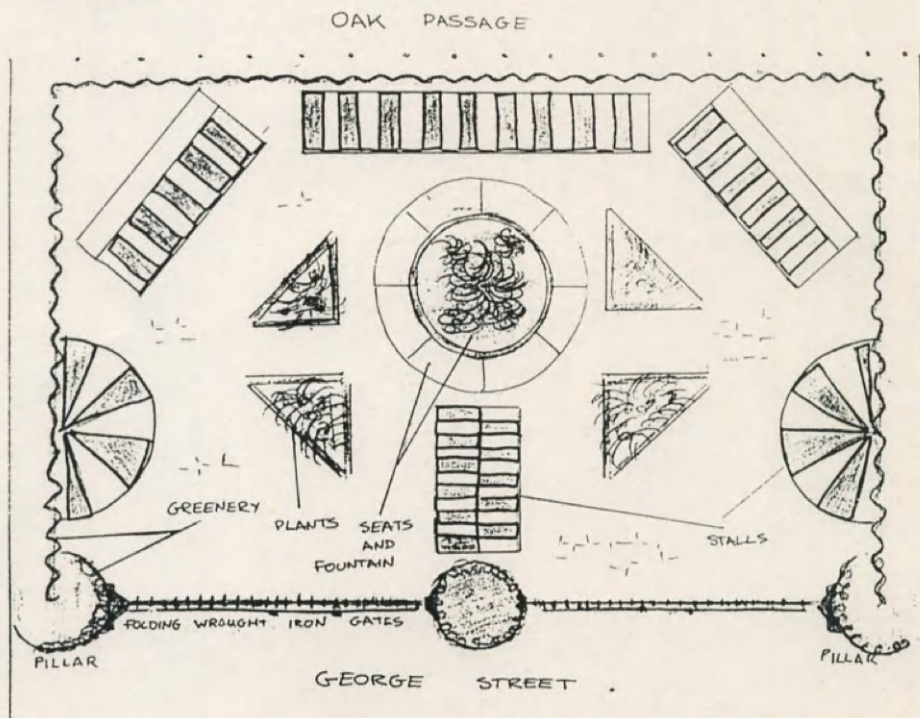 OAK PASSAGE
GREENERY
PLANTS
SEATS
AND
FOUNTAIN
STALLS
FOLDING WROUGHT IRON GATES
PILLAR
PILLAR
GEORGE STREET.